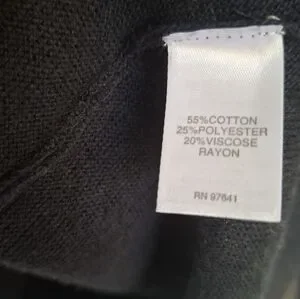 55%COTTON
25%POLYESTER
20%VISCOSE
RAYON
RN 97641